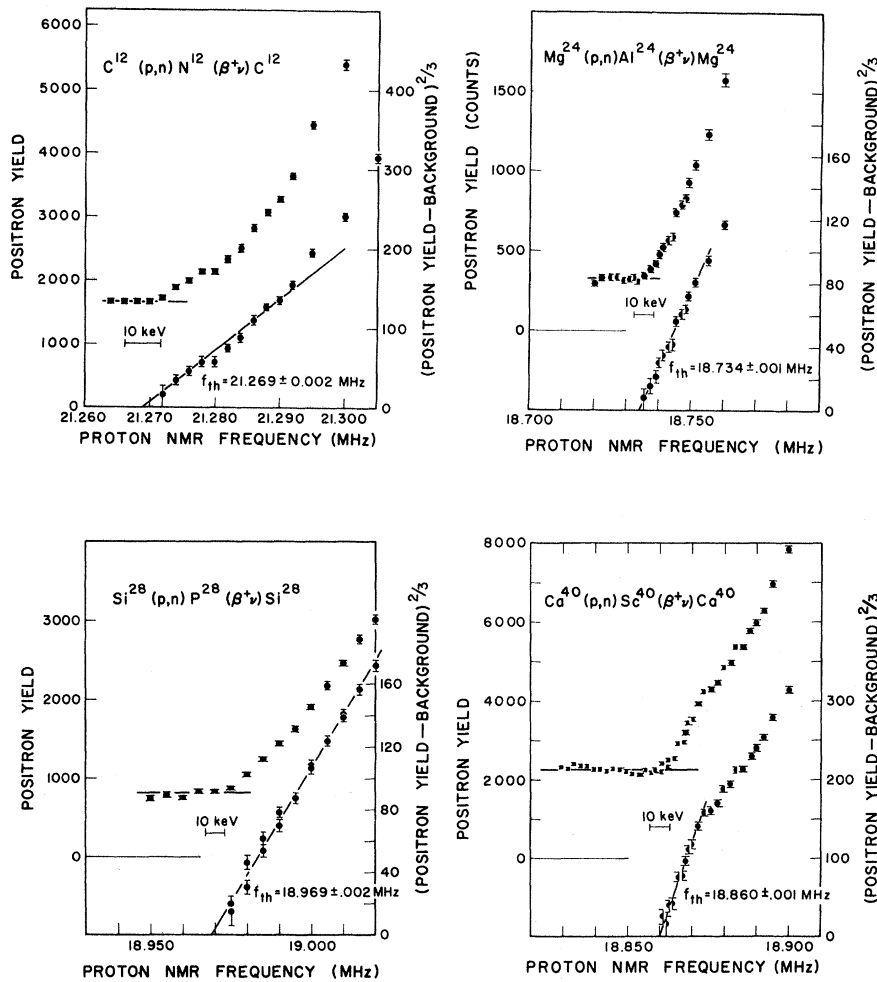 C¹² (p,n) N¹² (β⁺ν) C¹²
POSITRON YIELD
6000
5000
4000
3000
2000
1000
0
(POSITRON YIELD—BACKGROUND)^2/3
400
300
200
100
0
10 keV
f_th = 21.269 ± 0.002 MHz
21.260 21.270 21.280 21.290 21.300
PROTON NMR FREQUENCY (MHz)
Mg²⁴ (p,n) Al²⁴ (β⁺ν) Mg²⁴
POSITRON YIELD (COUNTS)
1500
1000
500
0
(POSITRON YIELD—BACKGROUND)^2/3
160
120
80
40
0
10 keV
f_th = 18.734 ± .001 MHz
18.700 18.750
PROTON NMR FREQUENCY (MHz)
Si²⁸ (p,n) P²⁸ (β⁺ν) Si²⁸
POSITRON YIELD
3000
2000
1000
0
(POSITRON YIELD—BACKGROUND)^2/3
160
120
80
40
0
10 keV
f_th = 18.969 ± .002 MHz
18.950 19.000
PROTON NMR FREQUENCY (MHz)
Ca⁴⁰ (p,n) Sc⁴⁰ (β⁺ν) Ca⁴⁰
POSITRON YIELD
8000
6000
4000
2000
0
(POSITRON YIELD—BACKGROUND)^2/3
300
200
100
0
10 keV
f_th = 18.860 ± .001 MHz
18.850 18.900
PROTON NMR FREQUENCY (MHz)